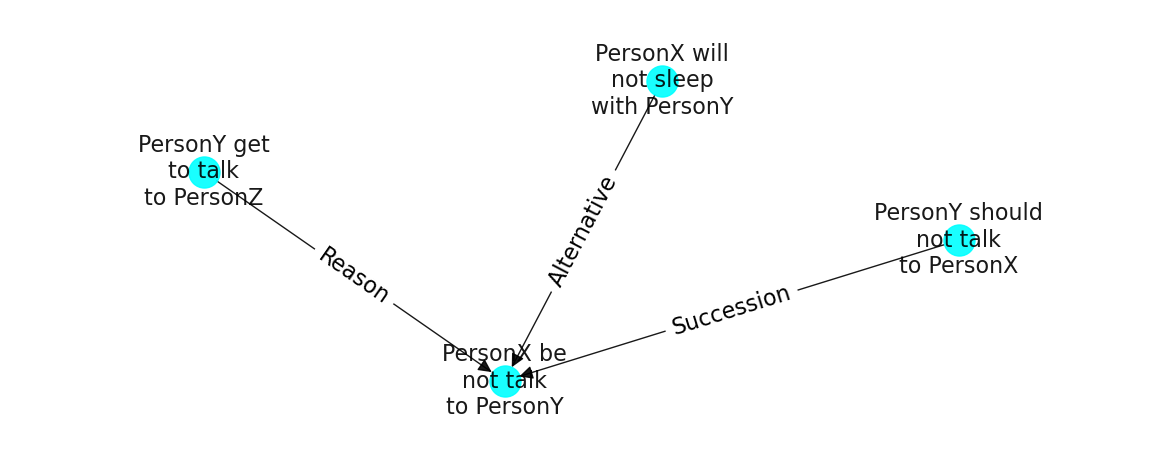 PersonX will
not sleep
with PersonY
PersonY get
to talk
to PersonZ
PersonY should
not talk
to PersonX
Alternative
Reason
Succession
PersonX be
not talk
to PersonY